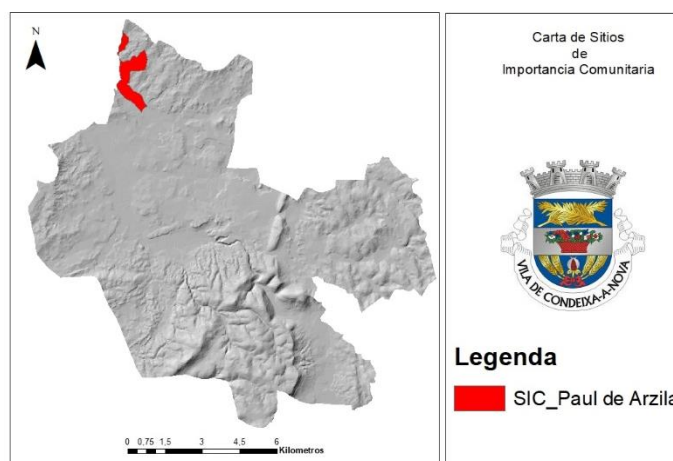 N
0 0,75 1,5 3 4,5 6
Kilometros
Carta de Sitios
de
Importancia Comunitaria
VILA DE CONDEIXA-A-NOVA
Legenda
SIC_Paul de Arzila